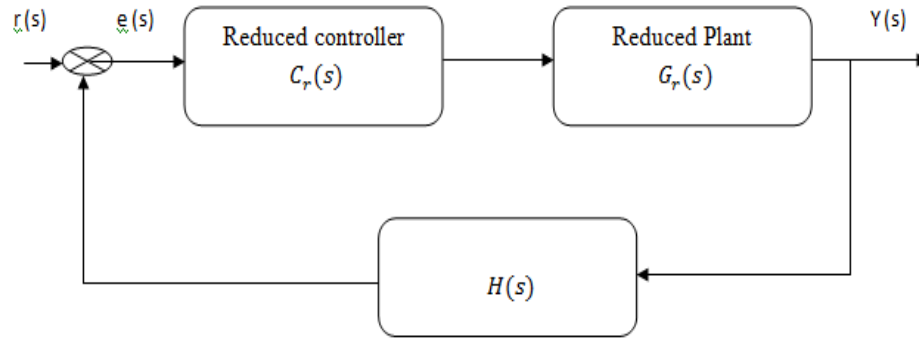 r(s)
e(s)
Reduced controller
C_r(s)
Reduced Plant
G_r(s)
Y(s)
H(s)